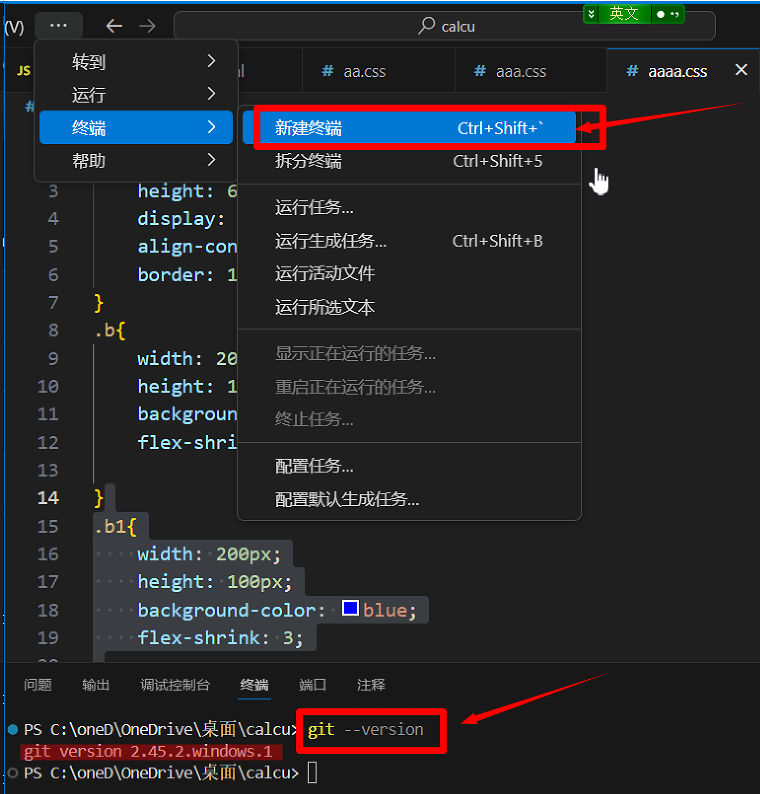 (V) ··· ← → calcu 英文
JS al # aa.css # aaa.css # aaaa.css ×
#
转到 >
运行 >
终端 >
帮助 >
新建终端 Ctrl+Shift+`
拆分终端 Ctrl+Shift+5
运行任务...
运行生成任务... Ctrl+Shift+B
运行活动文件
运行所选文本
显示正在运行的任务...
重启正在运行的任务...
终止任务...
配置任务...
配置默认生成任务...
3 height: 6
4 display:
5 align-con
6 border: 1
7 }
8 .b{
9 width: 20
10 height: 1
11 backgroun
12 flex-shri
13
14 }
15 .b1{
16 width: 200px;
17 height: 100px;
18 background-color: blue;
19 flex-shrink: 3;
问题 输出 调试控制台 终端 端口 注释
PS C:\oneD\OneDrive\桌面\calcu> git --version
git version 2.45.2.windows.1
PS C:\oneD\OneDrive\桌面\calcu>